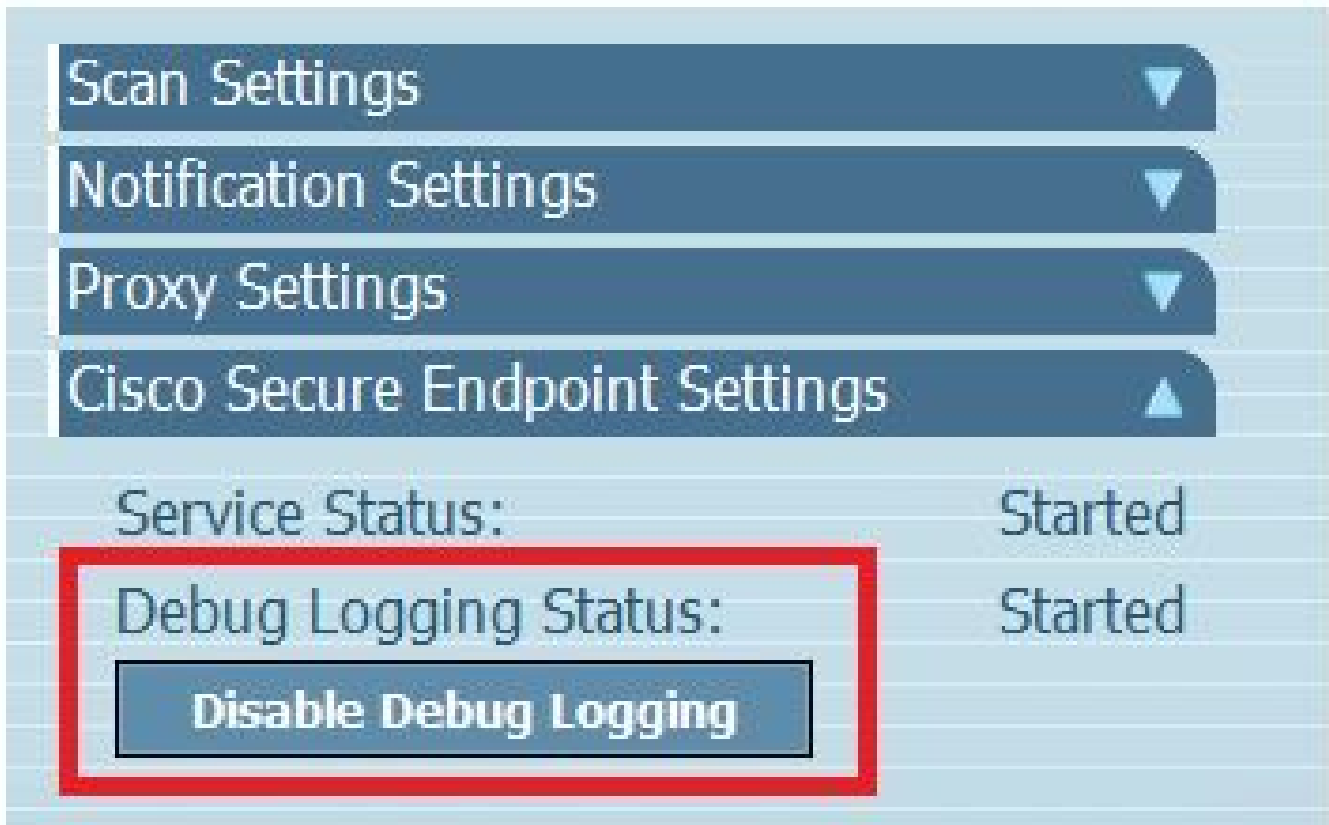 Scan Settings
Notification Settings
Proxy Settings
Cisco Secure Endpoint Settings
Service Status: Started
Debug Logging Status: Started
Disable Debug Logging